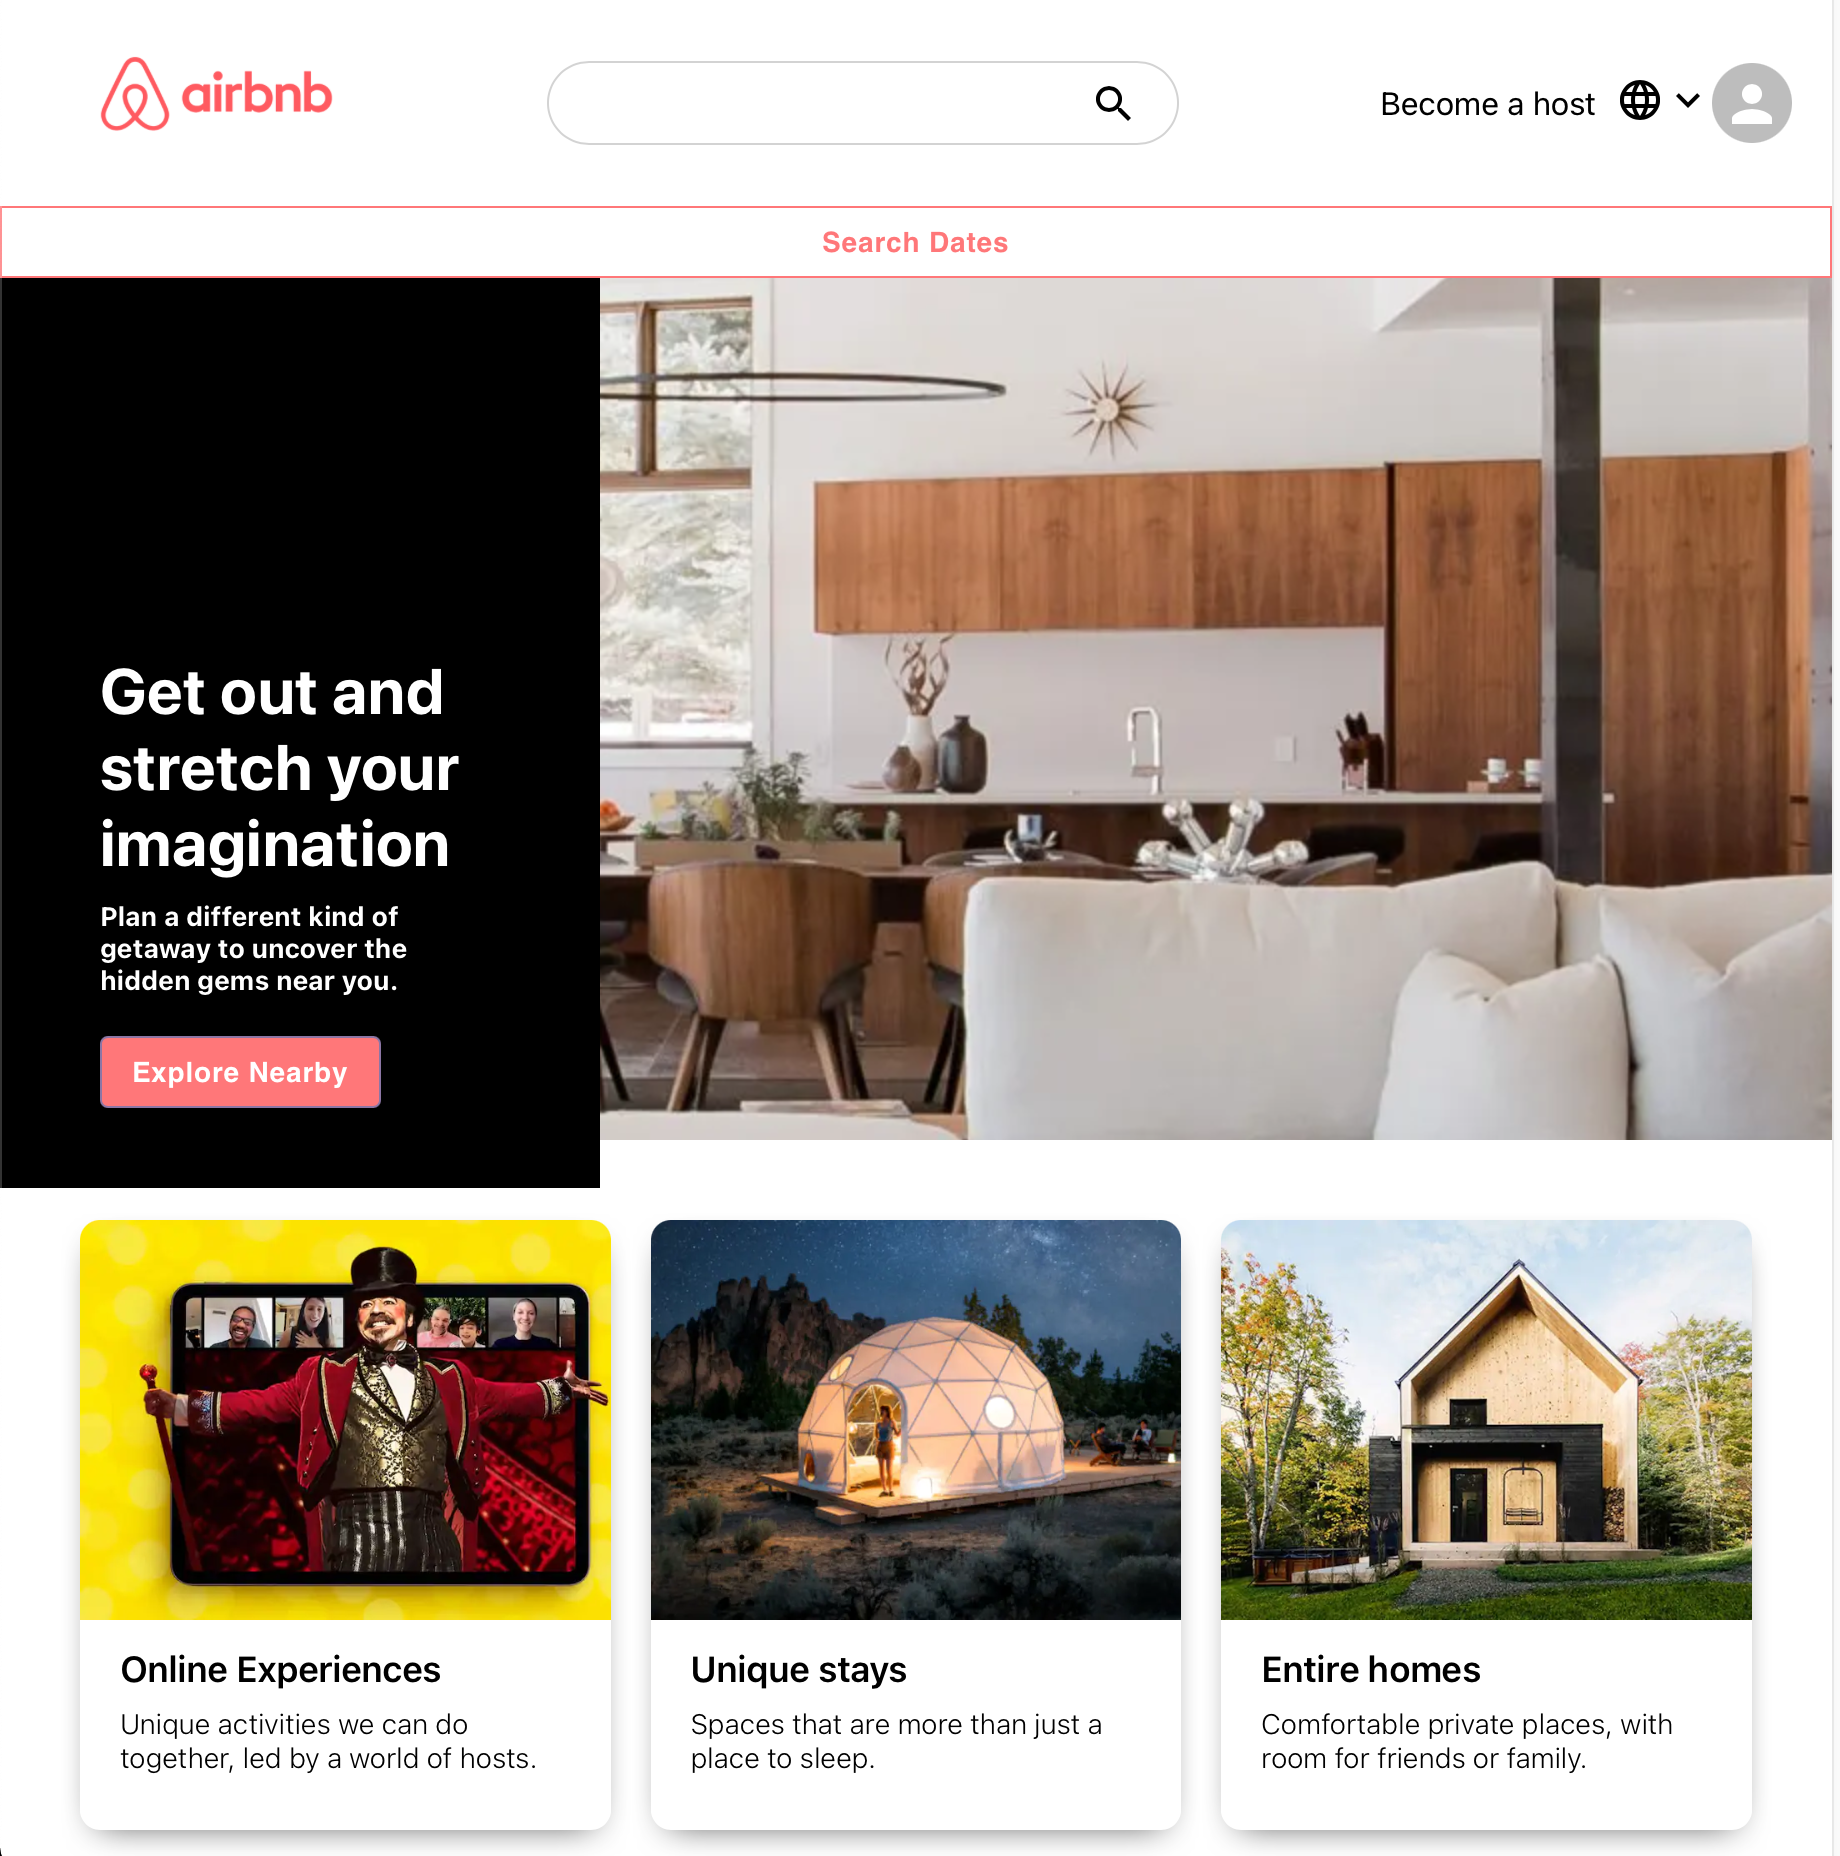 airbnb
Become a host
Search Dates
Get out and
stretch your
imagination
Plan a different kind of
getaway to uncover the
hidden gems near you.
Explore Nearby
Online Experiences
Unique activities we can do
together, led by a world of hosts.
Unique stays
Spaces that are more than just a
place to sleep.
Entire homes
Comfortable private places, with
room for friends or family.